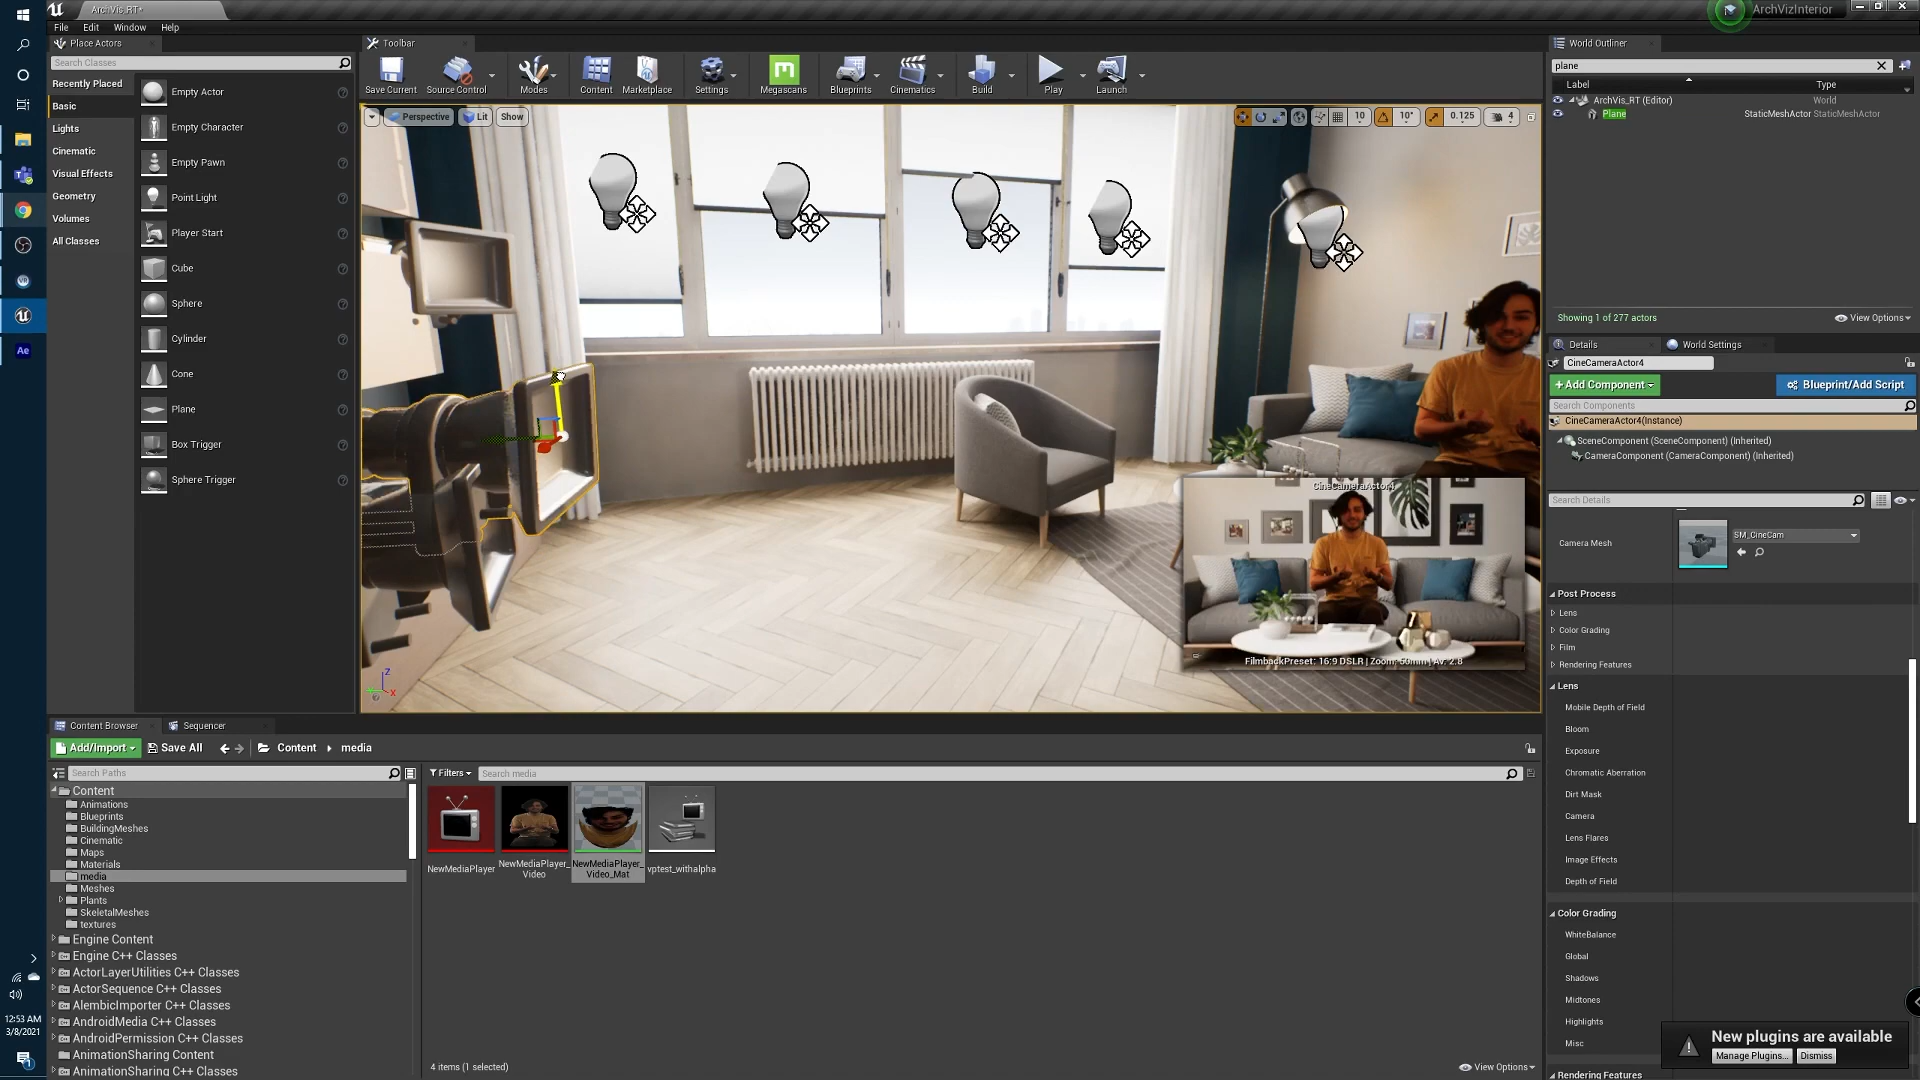 ArchVis_RT*
ArchVizInterior
File Edit Window Help
Place Actors
Search Classes
Recently Placed
Basic
Lights
Cinematic
Visual Effects
Geometry
Volumes
All Classes
Empty Actor
Empty Character
Empty Pawn
Point Light
Player Start
Cube
Sphere
Cylinder
Cone
Plane
Box Trigger
Sphere Trigger
Toolbar
Save Current Source Control Modes Content Marketplace Settings Megascans Blueprints Cinematics Build Play Launch
Perspective Lit Show
10 10° 0.125 4
CineCameraActor4
FilmbackPreset: 16:9 DSLR | Zoom: 50mm | Av: 2.8
Z
X
World Outliner
plane
Label Type
ArchVis_RT (Editor) World
Plane StaticMeshActor StaticMeshActor
Showing 1 of 277 actors View Options
Details World Settings
CineCameraActor4
+Add Component Blueprint/Add Script
Search Components
CineCameraActor4(Instance)
SceneComponent (SceneComponent) (Inherited)
CameraComponent (CameraComponent) (Inherited)
Search Details
Camera Mesh SM_CineCam
Post Process
Lens
Color Grading
Film
Rendering Features
Lens
Mobile Depth of Field
Bloom
Exposure
Chromatic Aberration
Dirt Mask
Camera
Lens Flares
Image Effects
Depth of Field
Color Grading
WhiteBalance
Global
Shadows
Midtones
Highlights
Misc
Rendering Features
New plugins are available
Manage Plugins... Dismiss
Content Browser Sequencer
Add/Import Save All Content media
Search Paths
Filters Search media
Content
Animations
Blueprints
BuildingMeshes
Cinematic
Maps
Materials
media
Meshes
Plants
SkeletalMeshes
textures
Engine Content
Engine C++ Classes
ActorLayerUtilities C++ Classes
ActorSequence C++ Classes
AlembicImporter C++ Classes
AndroidMedia C++ Classes
AndroidPermission C++ Classes
AnimationSharing Content
AnimationSharing C++ Classes
NewMediaPlayer
NewMediaPlayer_
Video
NewMediaPlayer_
Video_Mat
vptest_withalpha
4 items (1 selected) View Options
Ae
12:53 AM
3/8/2021
1